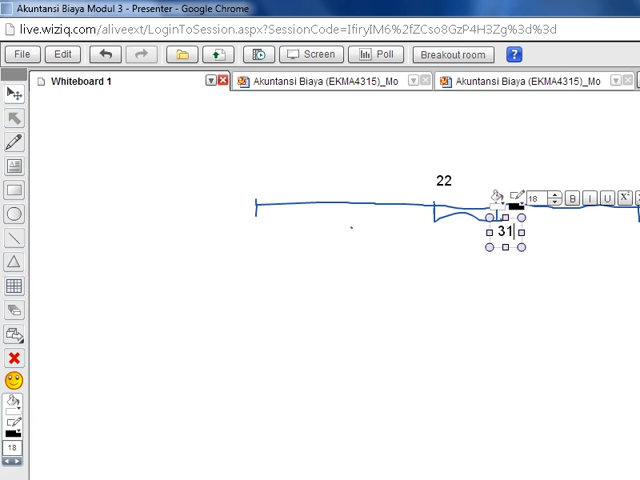 Akuntansi Biaya Modul 3 - Presenter - Google Chrome
live.wiziq.com/aliveext/LoginToSession.aspx?SessionCode=IfiryIM6%2fZCso8GzP4H3Zg%3d%3d
File Edit Screen Poll Breakout room ?
Whiteboard 1 Akuntansi Biaya (EKMA4315)_Mo Akuntansi Biaya (EKMA4315)_Mo
22
18 B I U X²
31
18